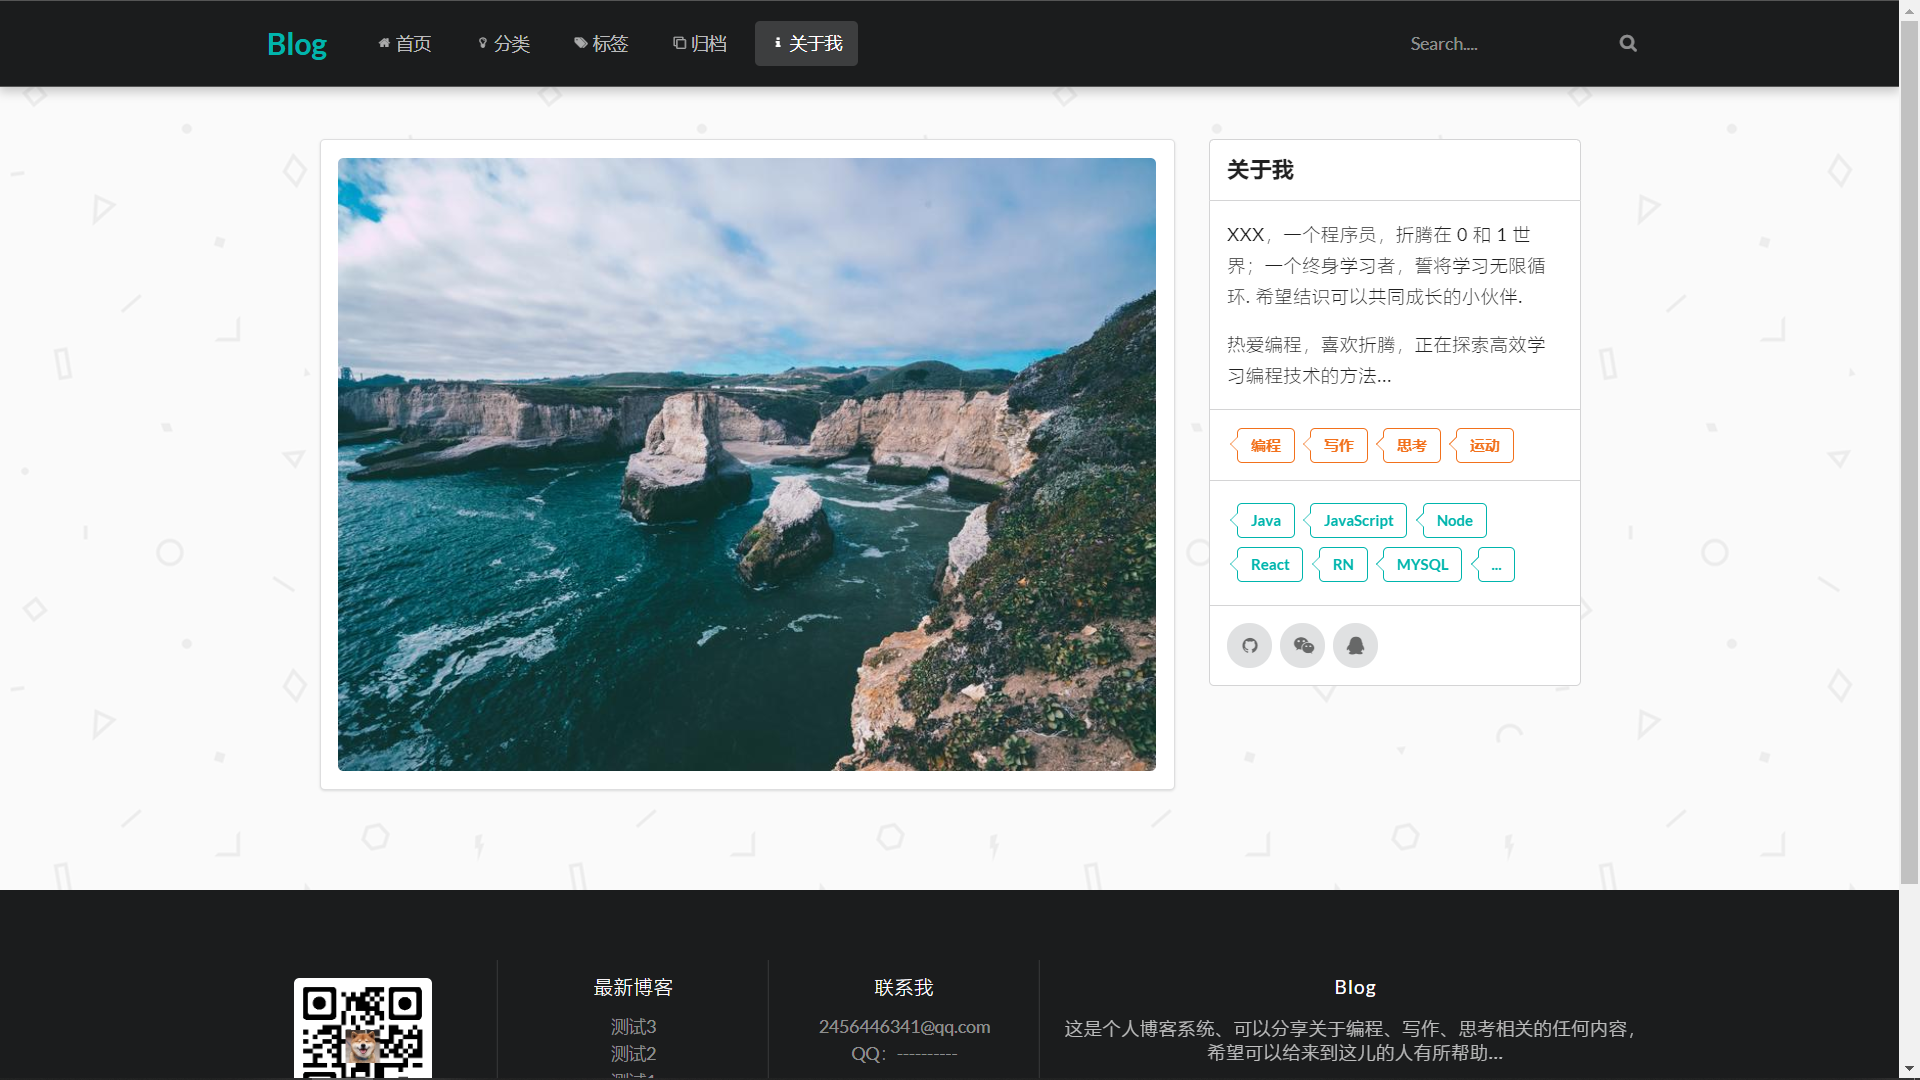 Blog 首页 分类 标签 归档 关于我 Search....
关于我
XXX，一个程序员，折腾在 0 和 1 世
界；一个终身学习者，誓将学习无限循
环. 希望结识可以共同成长的小伙伴.
热爱编程，喜欢折腾，正在探索高效学
习编程技术的方法...
编程 写作 思考 运动
Java JavaScript Node
React RN MYSQL ...
最新博客
测试3
测试2
联系我
2456446341@qq.com
QQ：----------
Blog
这是个人博客系统、可以分享关于编程、写作、思考相关的任何内容，
希望可以给来到这儿的人有所帮助...